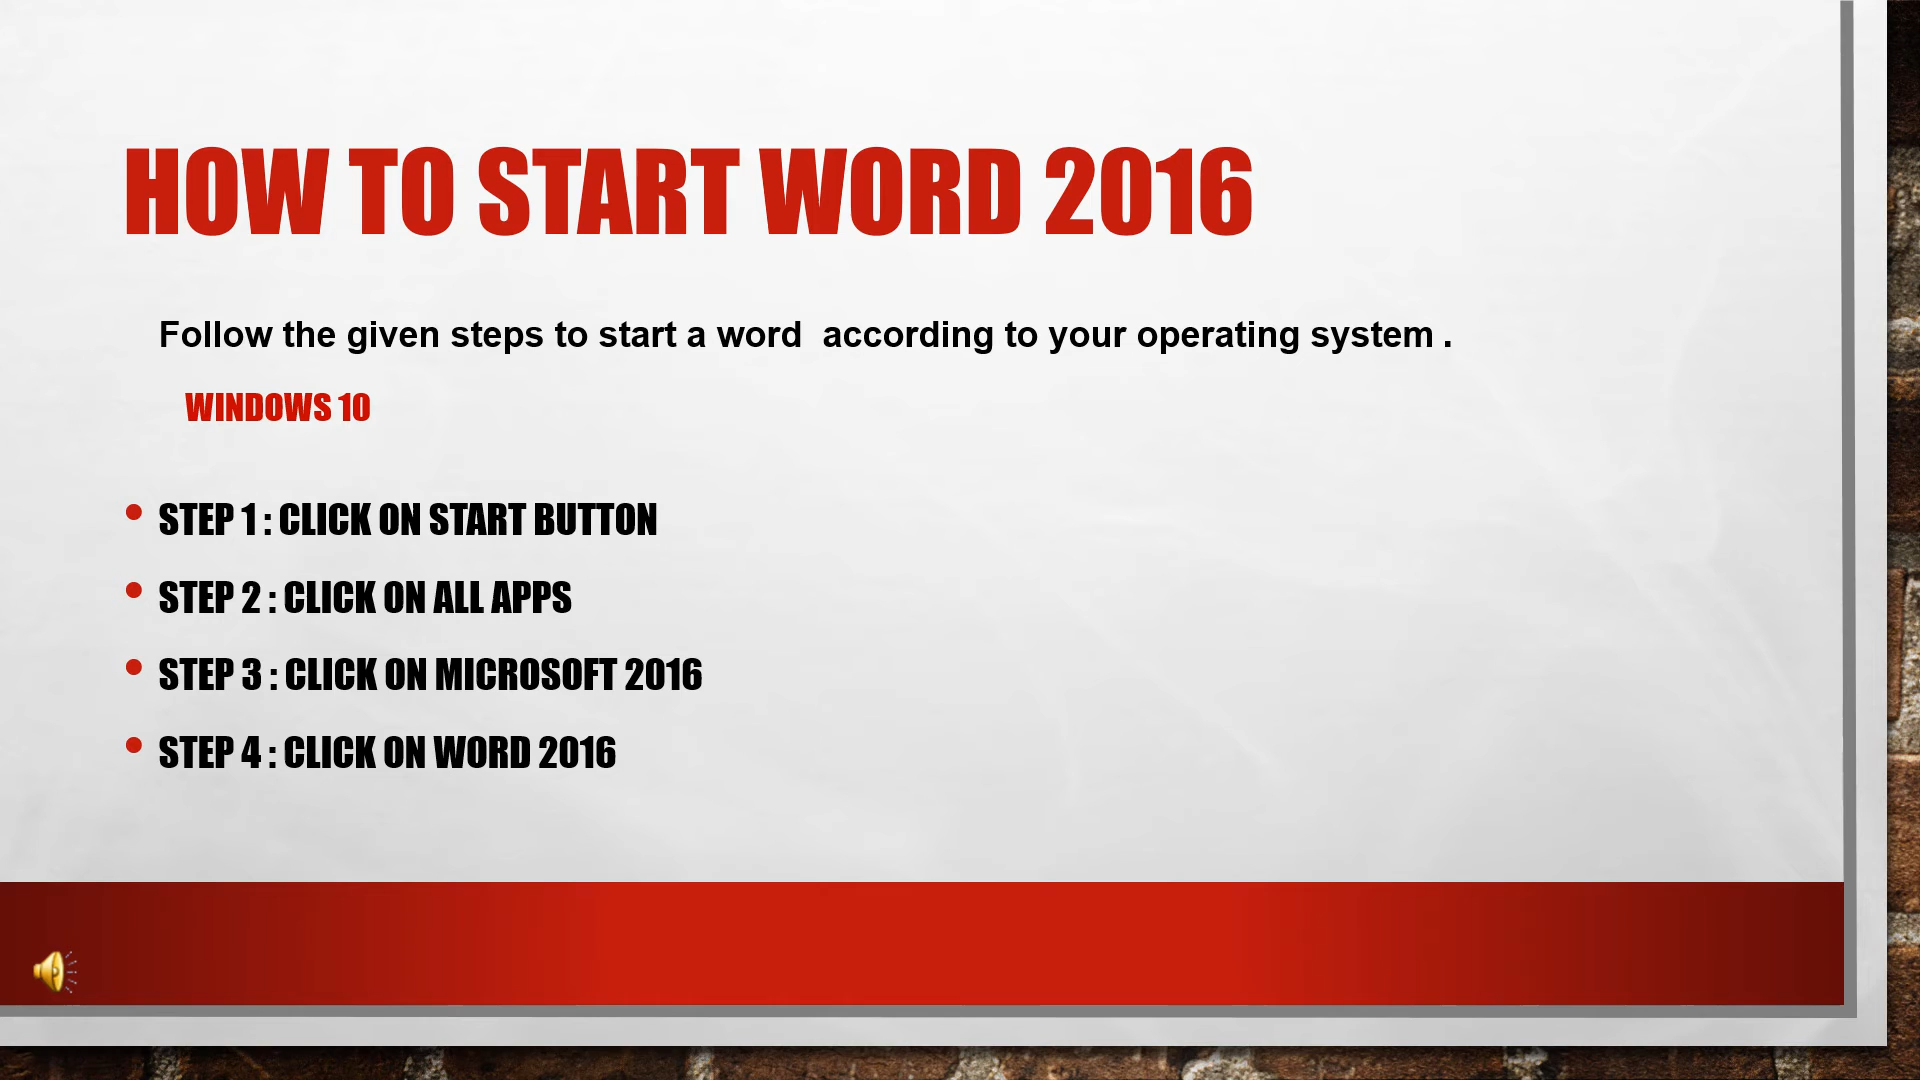 HOW TO START WORD 2016
Follow the given steps to start a word  according to your operating system .
WINDOWS 10
• STEP 1 : CLICK ON START BUTTON
• STEP 2 : CLICK ON ALL APPS
• STEP 3 : CLICK ON MICROSOFT 2016
• STEP 4 : CLICK ON WORD 2016